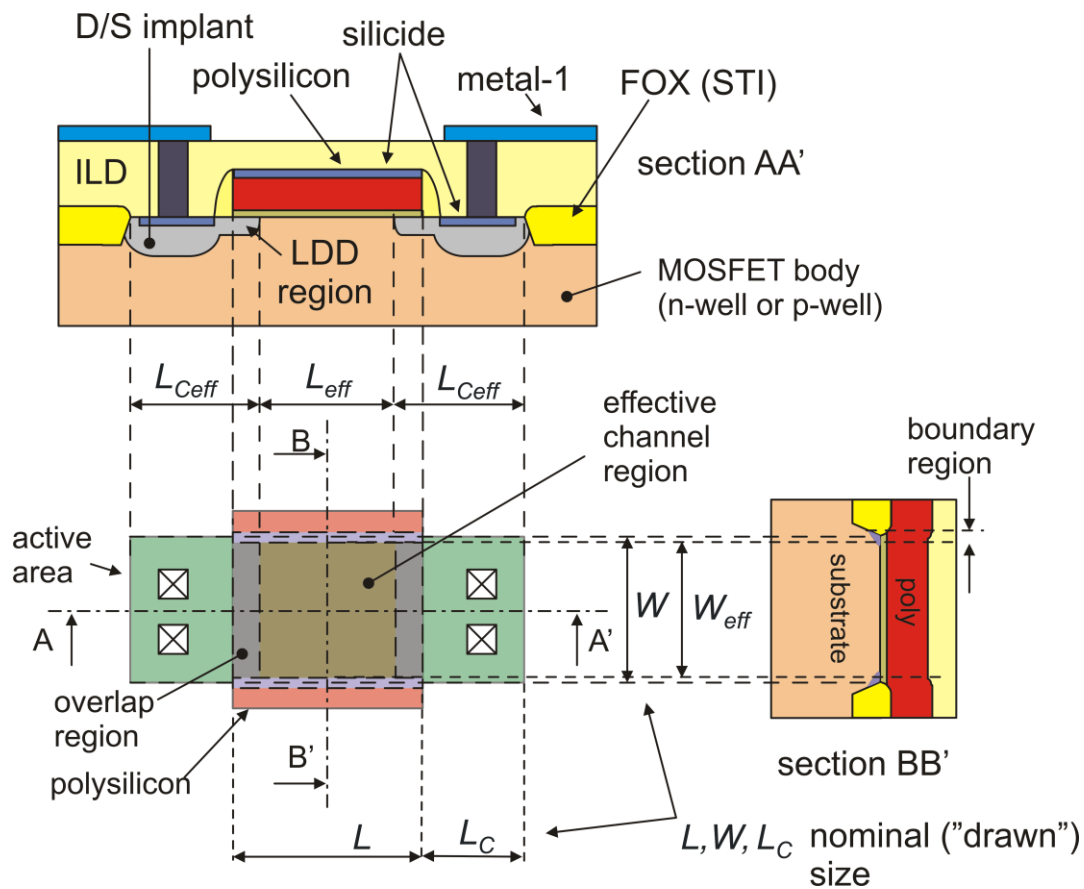 D/S implant
silicide
polysilicon
metal-1
FOX (STI)
ILD
section AA’
LDD
region
MOSFET body
(n-well or p-well)
LCeff
Leff
LCeff
effective
channel
region
B
boundary
region
active
area
W
Weff
substrate
poly
A
A’
overlap
region
B’
polysilicon
section BB’
L
LC
L,W,LC nominal (”drawn”)
size